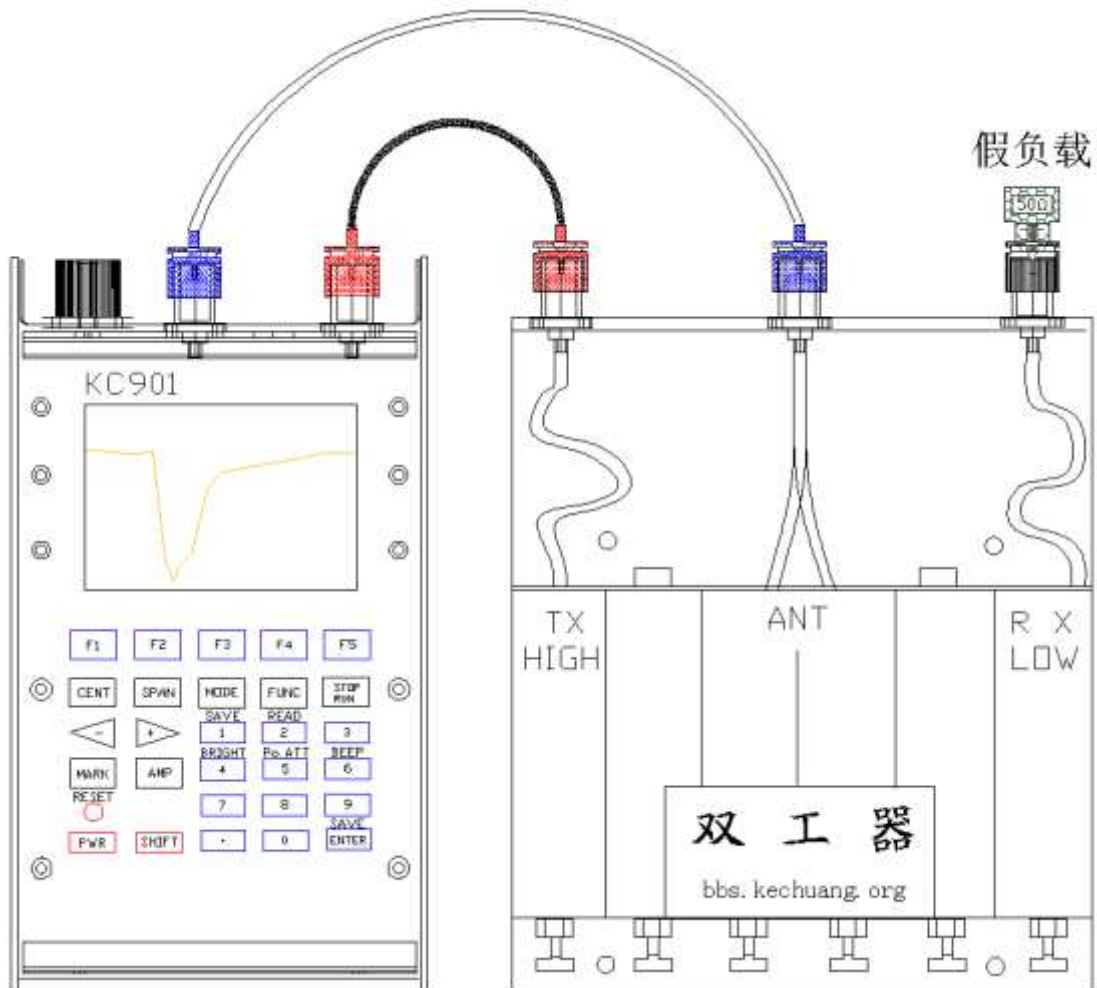 假负载
50Ω
KC901
F1 F2 F3 F4 F5
CENT SPAN MODE FUNC STOP RUN
SAVE READ
- + 1 2 3
BRIGHT Po.ATT BEEP
MARK AMP 4 5 6
RESET
7 8 9
SAVE
PWR SHIFT . 0 ENTER
TX
HIGH
ANT
R X
LOW
双工器
bbs.kechuang.org